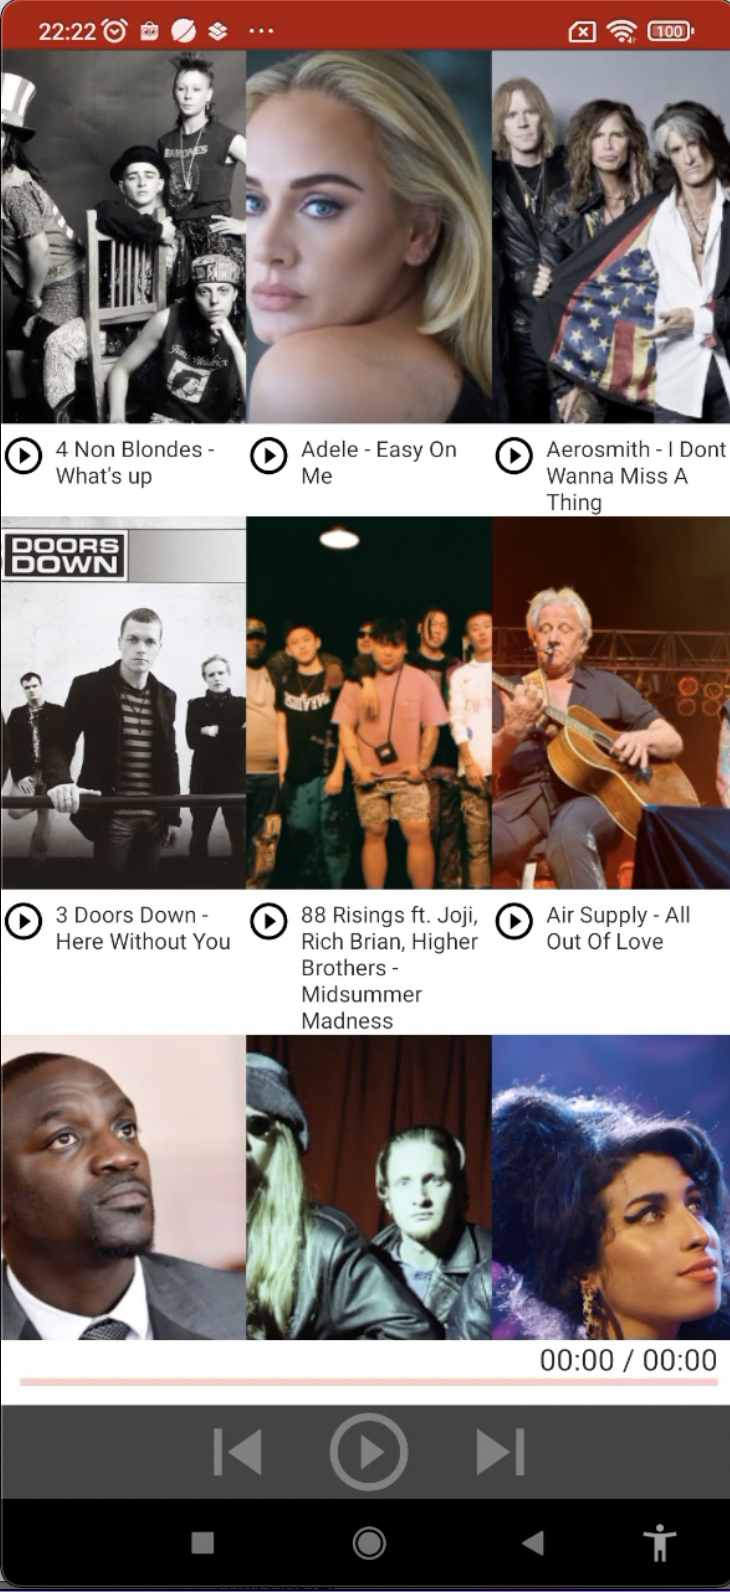 22:22
100
RAMONES
4 Non Blondes -
What's up
Adele - Easy On
Me
Aerosmith - I Dont
Wanna Miss A
Thing
DOORS
DOWN
3 Doors Down -
Here Without You
88 Risings ft. Joji,
Rich Brian, Higher
Brothers -
Midsummer
Madness
Air Supply - All
Out Of Love
00:00 / 00:00